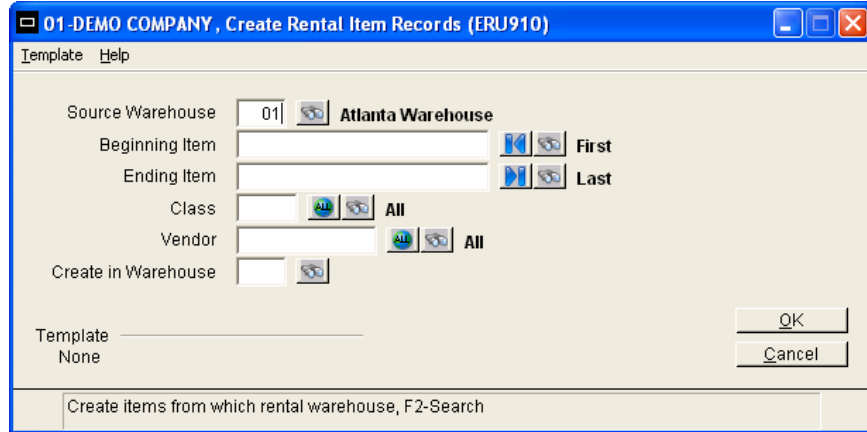 01-DEMO COMPANY, Create Rental Item Records (ERU910)
Template Help
Source Warehouse 01 Atlanta Warehouse
Beginning Item First
Ending Item Last
Class ALL All
Vendor ALL All
Create in Warehouse
OK
Template
None
Cancel
Create items from which rental warehouse, F2-Search